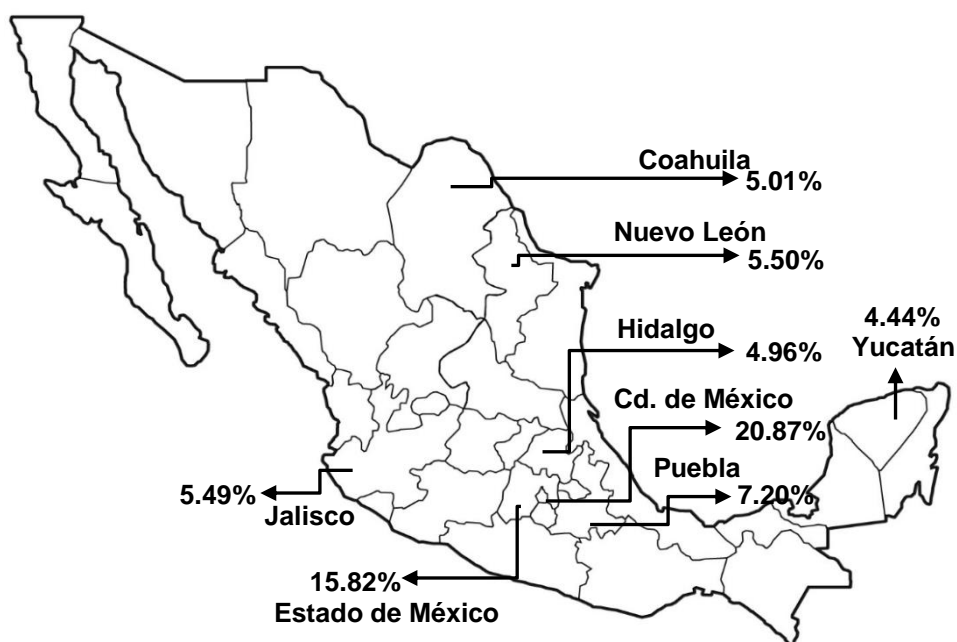 Coahuila
5.01%
Nuevo León
5.50%
Hidalgo
4.96%
4.44%
Yucatán
Cd. de México
20.87%
Puebla
7.20%
5.49%
Jalisco
15.82%
Estado de México